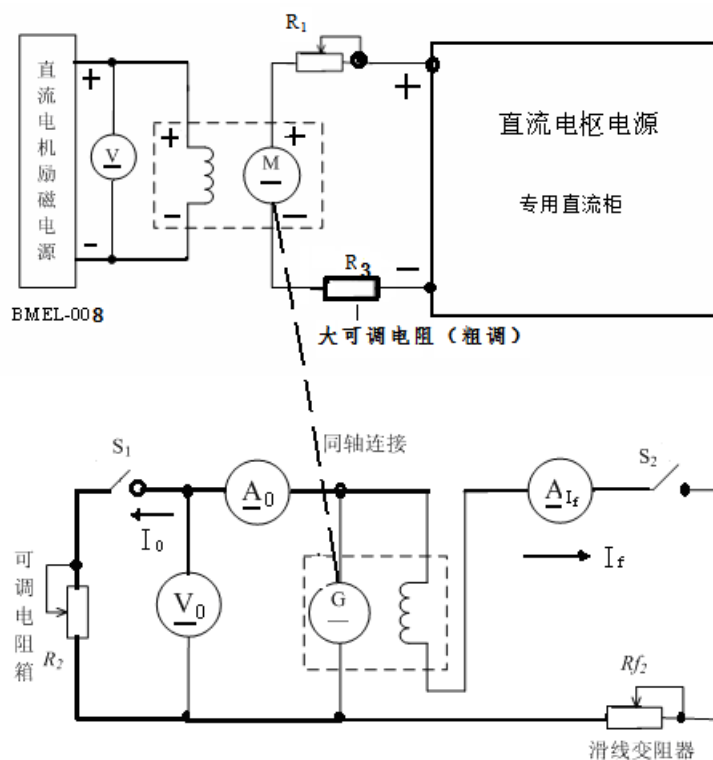 R1
直流电机励磁电源
+
V
-
+
-
+
M
-
+
直流电枢电源
专用直流柜
R3
-
BMEL-008
大可调电阻（粗调）
同轴连接
S1
A0
AIf
S2
I0
If
可调电阻箱
R2
V0
G
Rf2
滑线变阻器